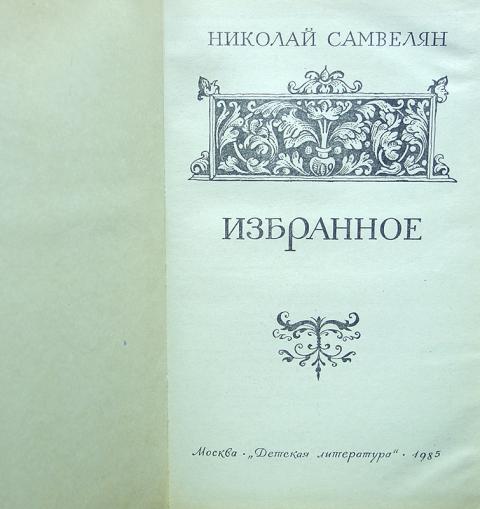 НИКОЛАЙ САМВЕЛЯН
ИЗБРАННОЕ
Москва · „Детская литература“ · 1985